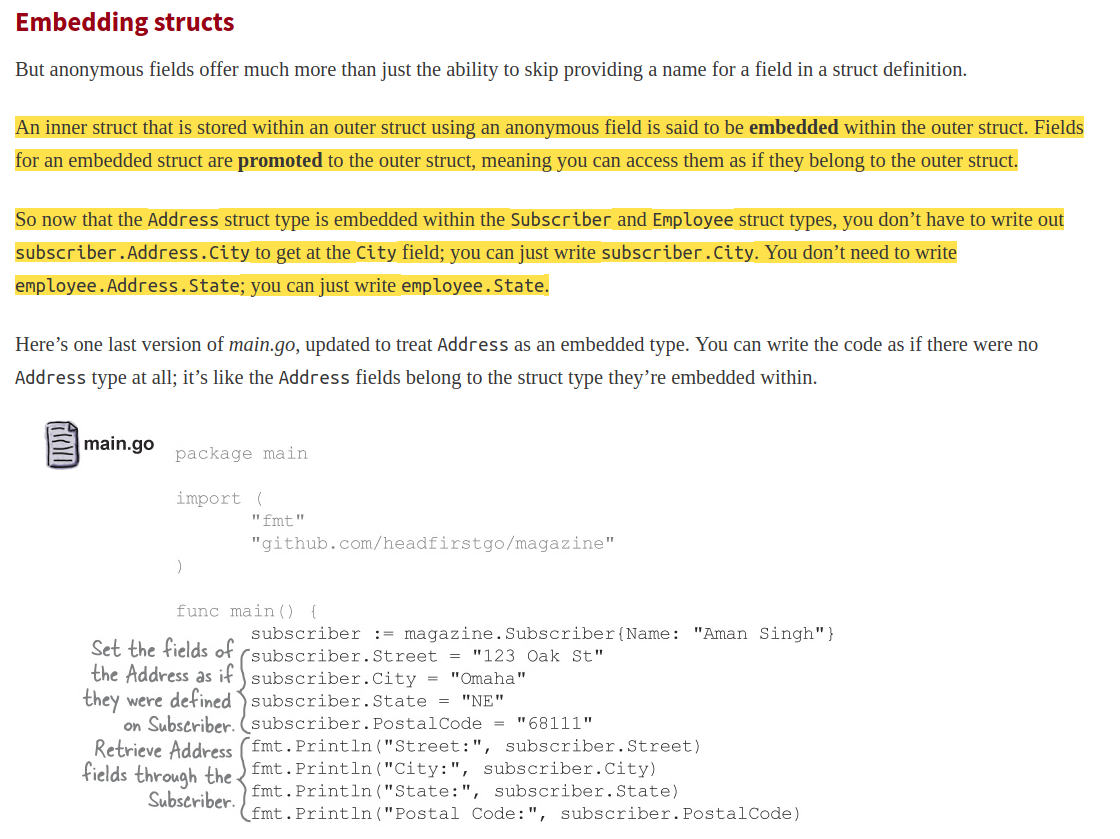 Embedding structs
But anonymous fields offer much more than just the ability to skip providing a name for a field in a struct definition.
An inner struct that is stored within an outer struct using an anonymous field is said to be embedded within the outer struct. Fields
for an embedded struct are promoted to the outer struct, meaning you can access them as if they belong to the outer struct.
So now that the Address struct type is embedded within the Subscriber and Employee struct types, you don’t have to write out
subscriber.Address.City to get at the City field; you can just write subscriber.City. You don’t need to write
employee.Address.State; you can just write employee.State.
Here’s one last version of main.go, updated to treat Address as an embedded type. You can write the code as if there were no
Address type at all; it’s like the Address fields belong to the struct type they’re embedded within.
main.go
package main
import (
"fmt"
"github.com/headfirstgo/magazine"
)
func main() {
subscriber := magazine.Subscriber{Name: "Aman Singh"}
Set the fields of
the Address as if
they were defined
on Subscriber.
subscriber.Street = "123 Oak St"
subscriber.City = "Omaha"
subscriber.State = "NE"
subscriber.PostalCode = "68111"
Retrieve Address
fields through the
Subscriber.
fmt.Println("Street:", subscriber.Street)
fmt.Println("City:", subscriber.City)
fmt.Println("State:", subscriber.State)
fmt.Println("Postal Code:", subscriber.PostalCode)